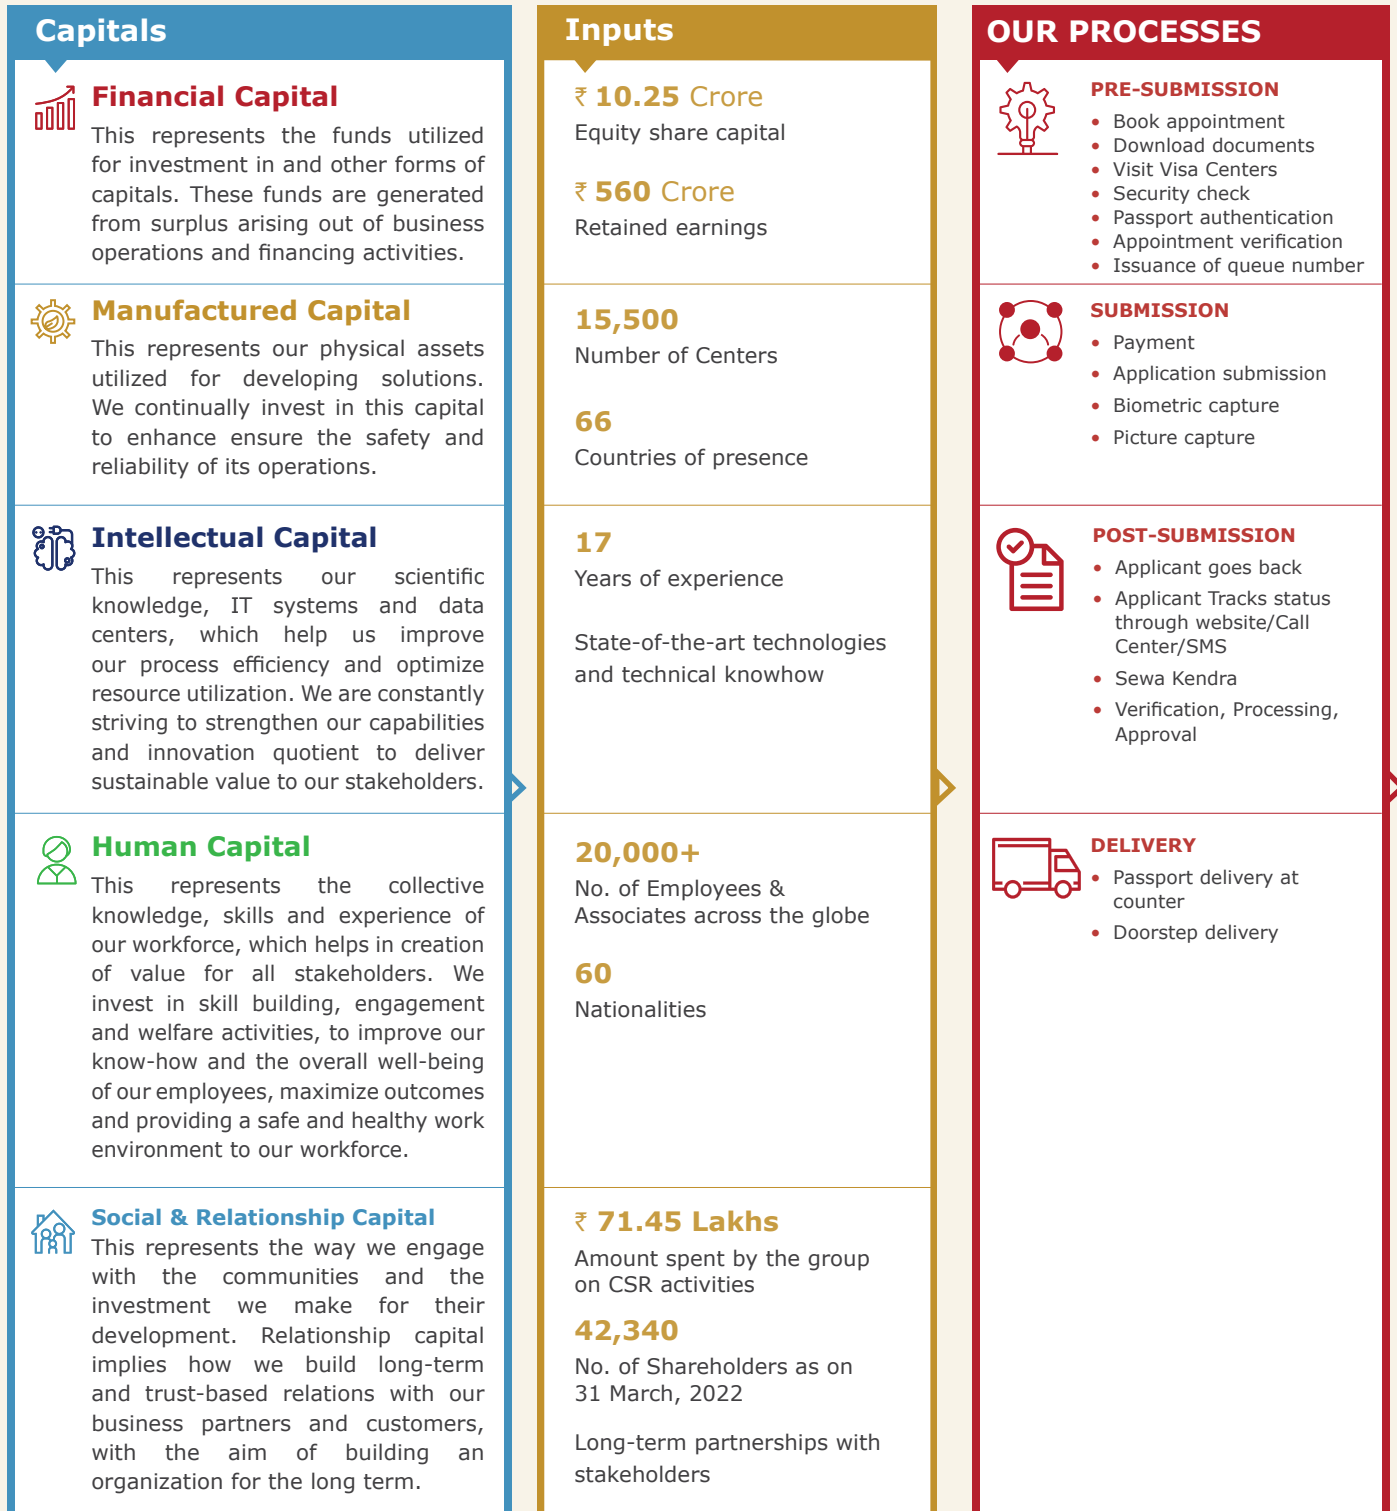 Capitals
Financial Capital
This represents the funds utilized
for investment in and other forms of
capitals. These funds are generated
from surplus arising out of business
operations and financing activities.
Manufactured Capital
This represents our physical assets
utilized for developing solutions.
We continually invest in this capital
to enhance ensure the safety and
reliability of its operations.
Intellectual Capital
This represents our scientific
knowledge, IT systems and data
centers, which help us improve
our process efficiency and optimize
resource utilization. We are constantly
striving to strengthen our capabilities
and innovation quotient to deliver
sustainable value to our stakeholders.
Human Capital
This represents the collective
knowledge, skills and experience of
our workforce, which helps in creation
of value for all stakeholders. We
invest in skill building, engagement
and welfare activities, to improve our
know-how and the overall well-being
of our employees, maximize outcomes
and providing a safe and healthy work
environment to our workforce.
Social & Relationship Capital
This represents the way we engage
with the communities and the
investment we make for their
development. Relationship capital
implies how we build long-term
and trust-based relations with our
business partners and customers,
with the aim of building an
organization for the long term.
Inputs
₹ 10.25 Crore
Equity share capital
₹ 560 Crore
Retained earnings
15,500
Number of Centers
66
Countries of presence
17
Years of experience
State-of-the-art technologies
and technical knowhow
20,000+
No. of Employees &
Associates across the globe
60
Nationalities
₹ 71.45 Lakhs
Amount spent by the group
on CSR activities
42,340
No. of Shareholders as on
31 March, 2022
Long-term partnerships with
stakeholders
OUR PROCESSES
PRE-SUBMISSION
• Book appointment
• Download documents
• Visit Visa Centers
• Security check
• Passport authentication
• Appointment verification
• Issuance of queue number
SUBMISSION
• Payment
• Application submission
• Biometric capture
• Picture capture
POST-SUBMISSION
• Applicant goes back
• Applicant Tracks status
through website/Call
Center/SMS
• Sewa Kendra
• Verification, Processing,
Approval
DELIVERY
• Passport delivery at
counter
• Doorstep delivery